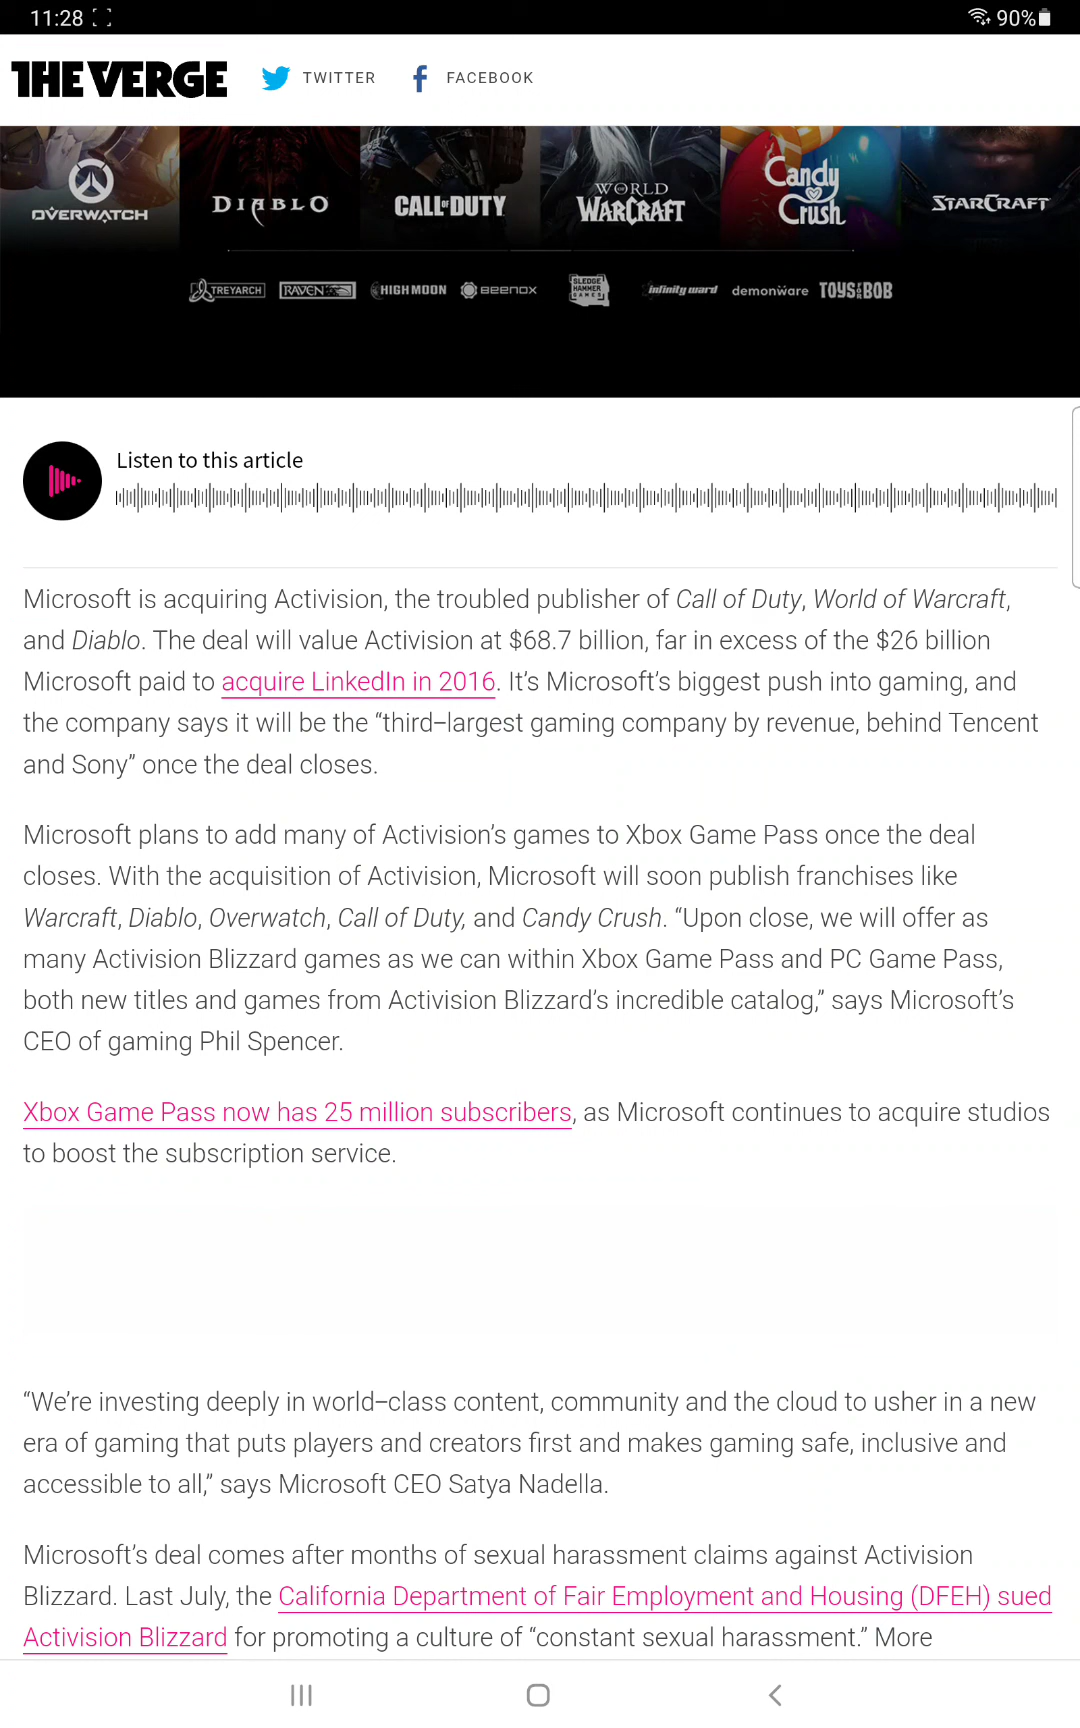 11:28 90%
THE VERGE TWITTER FACEBOOK
OVERWATCH DIABLO CALL OF DUTY WORLD OF WARCRAFT Candy Crush STARCRAFT
TREYARCH RAVEN HIGH MOON BEENOX SLEDGEHAMMER GAMES infinity ward demonware TOYS FOR BOB
Listen to this article
Microsoft is acquiring Activision, the troubled publisher of Call of Duty, World of Warcraft,
and Diablo. The deal will value Activision at $68.7 billion, far in excess of the $26 billion
Microsoft paid to acquire LinkedIn in 2016. It’s Microsoft’s biggest push into gaming, and
the company says it will be the “third-largest gaming company by revenue, behind Tencent
and Sony” once the deal closes.
Microsoft plans to add many of Activision’s games to Xbox Game Pass once the deal
closes. With the acquisition of Activision, Microsoft will soon publish franchises like
Warcraft, Diablo, Overwatch, Call of Duty, and Candy Crush. “Upon close, we will offer as
many Activision Blizzard games as we can within Xbox Game Pass and PC Game Pass,
both new titles and games from Activision Blizzard’s incredible catalog,” says Microsoft’s
CEO of gaming Phil Spencer.
Xbox Game Pass now has 25 million subscribers, as Microsoft continues to acquire studios
to boost the subscription service.
“We’re investing deeply in world-class content, community and the cloud to usher in a new
era of gaming that puts players and creators first and makes gaming safe, inclusive and
accessible to all,” says Microsoft CEO Satya Nadella.
Microsoft’s deal comes after months of sexual harassment claims against Activision
Blizzard. Last July, the California Department of Fair Employment and Housing (DFEH) sued
Activision Blizzard for promoting a culture of “constant sexual harassment.” More